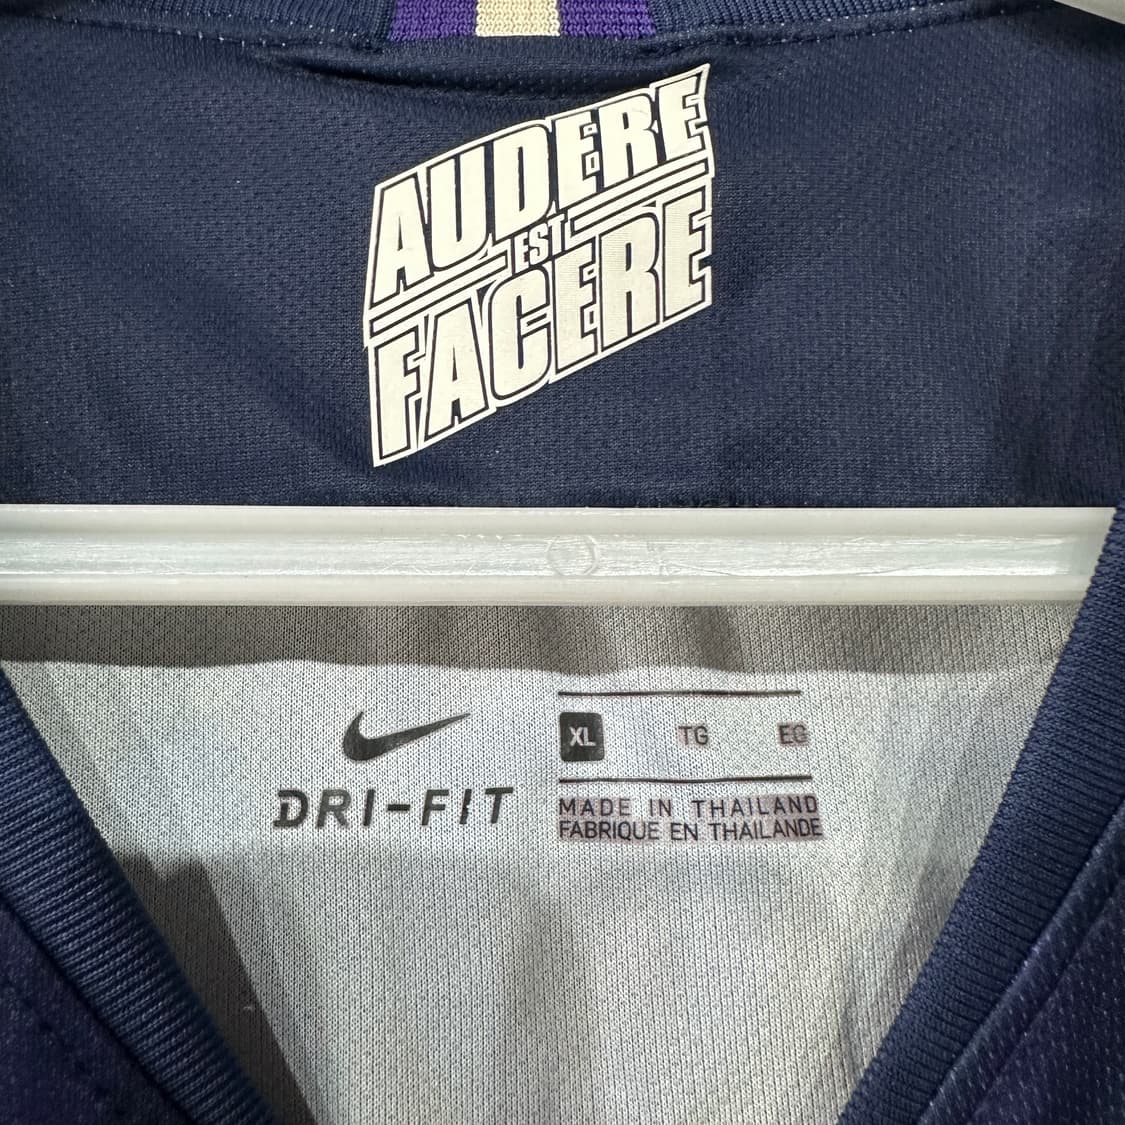 AUDERE
EST
FACERE
DRI-FIT
XL TG EG
MADE IN THAILAND
FABRIQUE EN THAILANDE